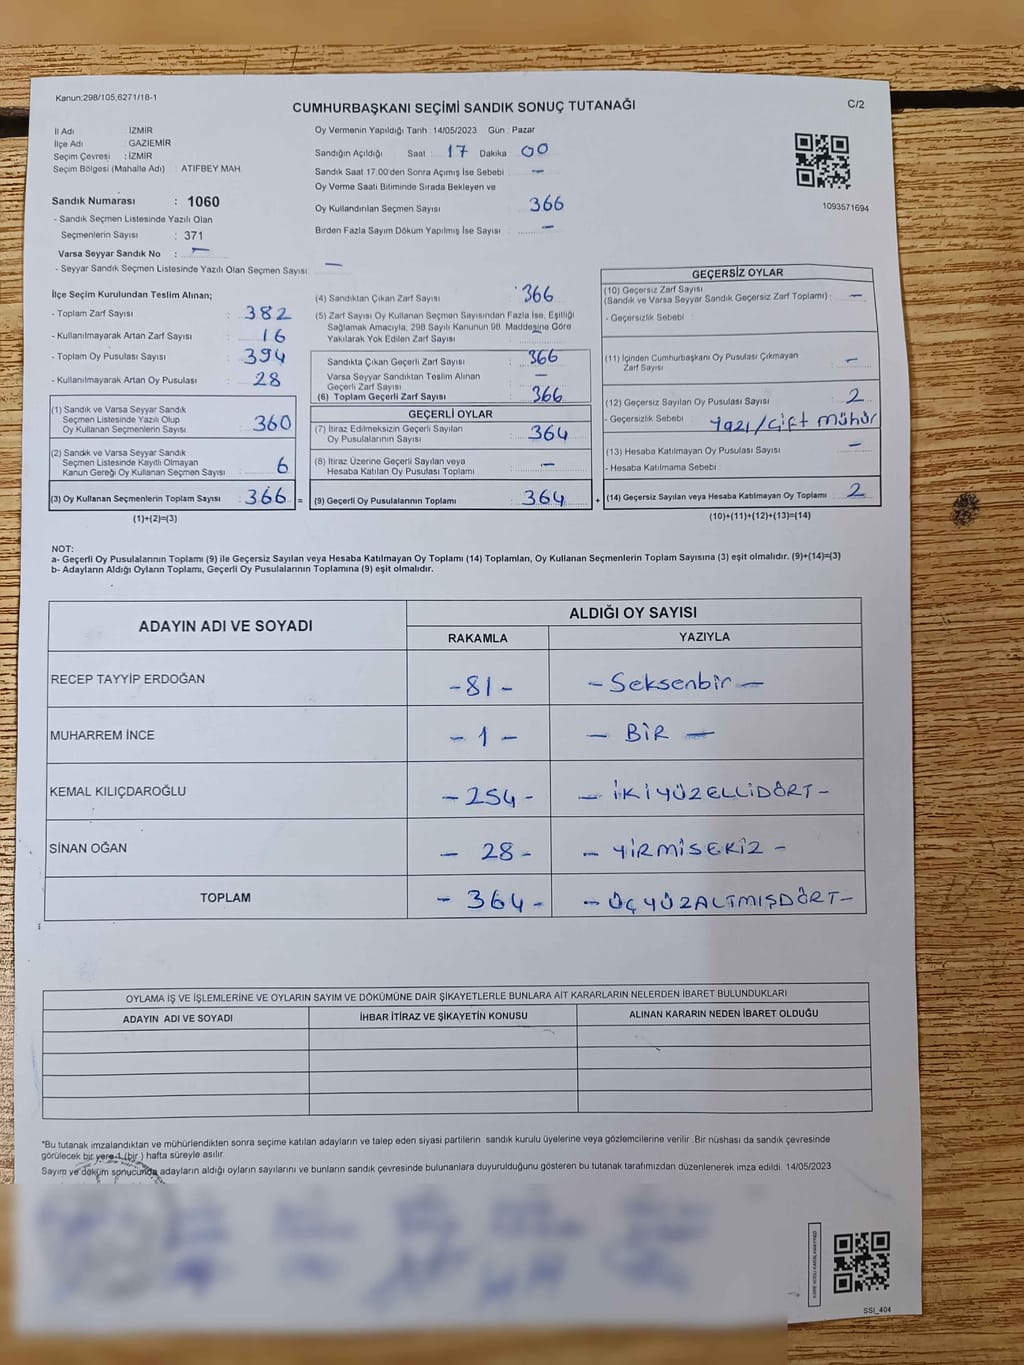 Kanun;298/105;6271/18-1
CUMHURBAŞKANI SEÇİMİ SANDIK SONUÇ TUTANAĞI
C/2
İl Adı : İZMİR
İlçe Adı : GAZİEMİR
Seçim Çevresi : İZMİR
Seçim Bölgesi (Mahalle Adı) : ATIFBEY MAH
Oy Vermenin Yapıldığı Tarih : 14/05/2023 Gün : Pazar
Sandığın Açıldığı Saat : 17 Dakika : 00
Sandık Saat 17.00'den Sonra Açımış İse Sebebi : —
Oy Verme Saati Bitiminde Sırada Bekleyen ve
Oy Kullandırılan Seçmen Sayısı : 366
Birden Fazla Sayım Döküm Yapılmış İse Sayısı : —
1093571694
Sandık Numarası : 1060
- Sandık Seçmen Listesinde Yazılı Olan
Seçmenlerin Sayısı : 371
Varsa Seyyar Sandık No : —
- Seyyar Sandık Seçmen Listesinde Yazılı Olan Seçmen Sayısı : —
İlçe Seçim Kurulundan Teslim Alınan;
- Toplam Zarf Sayısı : 382
- Kullanılmayarak Artan Zarf Sayısı : 16
- Toplam Oy Pusulası Sayısı : 394
- Kullanılmayarak Artan Oy Pusulası : 28
(1) Sandık ve Varsa Seyyar Sandık
Seçmen Listesinde Yazılı Olup
Oy Kullanan Seçmenlerin Sayısı : 360
(2) Sandık ve Varsa Seyyar Sandık
Seçmen Listesinde Kayıtlı Olmayan
Kanun Gereği Oy Kullanan Seçmen Sayısı : 6
(3) Oy Kullanan Seçmenlerin Toplam Sayısı : 366 =
(1)+(2)=(3)
(4) Sandıktan Çıkan Zarf Sayısı : 366
(5) Zarf Sayısı Oy Kullanan Seçmen Sayısından Fazla İse, Eşitliği
Sağlamak Amacıyla, 298 Sayılı Kanunun 98. Maddesine Göre
Yakılarak Yok Edilen Zarf Sayısı : —
Sandıkta Çıkan Geçerli Zarf Sayısı : 366
Varsa Seyyar Sandıktan Teslim Alınan
Geçerli Zarf Sayısı : —
(6) Toplam Geçerli Zarf Sayısı : 366
GEÇERLİ OYLAR
(7) İtiraz Edilmeksizin Geçerli Sayılan
Oy Pusulalarının Sayısı : 364
(8) İtiraz Üzerine Geçerli Sayılan veya
Hesaba Katılan Oy Pusulası Toplamı : —
(9) Geçerli Oy Pusulalarının Toplamı : 364 +
GEÇERSİZ OYLAR
(10) Geçersiz Zarf Sayısı
(Sandık ve Varsa Seyyar Sandık Geçersiz Zarf Toplamı) : —
- Geçersizlik Sebebi :
(11) İçinden Cumhurbaşkanı Oy Pusulası Çıkmayan
Zarf Sayısı : —
(12) Geçersiz Sayılan Oy Pusulası Sayısı : 2
- Geçersizlik Sebebi : Yazı/Çift mühür
(13) Hesaba Katılmayan Oy Pusulası Sayısı : —
- Hesaba Katılmama Sebebi :
(14) Geçersiz Sayılan veya Hesaba Katılmayan Oy Toplamı : 2
(10)+(11)+(12)+(13)=(14)
NOT:
a- Geçerli Oy Pusulalarının Toplamı (9) ile Geçersiz Sayılan veya Hesaba Katılmayan Oy Toplamı (14) Toplamları, Oy Kullanan Seçmenlerin Toplam Sayısına (3) eşit olmalıdır. (9)+(14)=(3)
b- Adayların Aldığı Oyların Toplamı, Geçerli Oy Pusulalarının Toplamına (9) eşit olmalıdır.
ADAYIN ADI VE SOYADI
ALDIĞI OY SAYISI
RAKAMLA YAZIYLA
RECEP TAYYİP ERDOĞAN -81- - Seksenbir -
MUHARREM İNCE - 1 - - BİR -
KEMAL KILIÇDAROĞLU -254- - İKİYÜZELLİDÖRT -
SİNAN OĞAN - 28 - - YİRMİSEKİZ -
TOPLAM - 364 - - ÜÇYÜZALTMIŞDÖRT -
OYLAMA İŞ VE İŞLEMLERİNE VE OYLARIN SAYIM VE DÖKÜMÜNE DAİR ŞİKAYETLERLE BUNLARA AİT KARARLARIN NELERDEN İBARET BULUNDUKLARI
ADAYIN ADI VE SOYADI İHBAR İTİRAZ VE ŞİKAYETİN KONUSU ALINAN KARARIN NEDEN İBARET OLDUĞU
*Bu tutanak imzalandıktan ve mühürlendikten sonra seçime katılan adayların ve talep eden siyasi partilerin sandık kurulu üyelerine veya gözlemcilerine verilir. Bir nüshası da sandık çevresinde
görülecek bir yere 1 (bir ) hafta süreyle asılır.
Sayım ve döküm sonucunda adayların aldığı oyların sayılarını ve bunların sandık çevresinde bulunanlara duyurulduğunu gösteren bu tutanak tarafımızdan düzenlenerek imza edildi. 14/05/2023
SSI_404